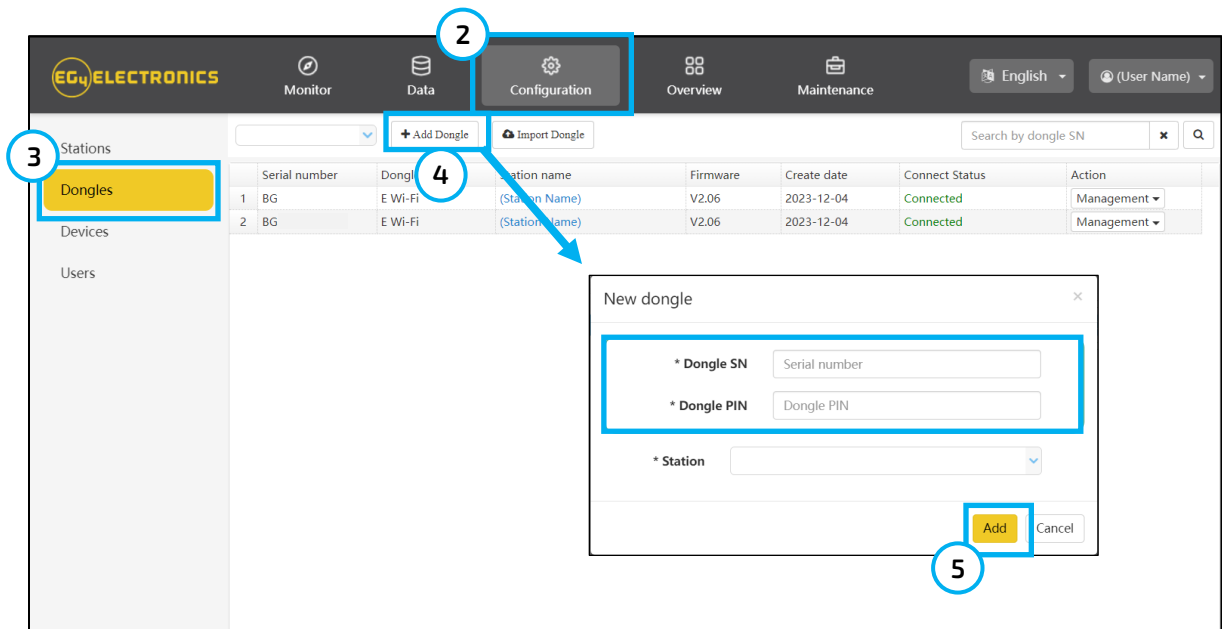 2
EG4 ELECTRONICS
Monitor
Data
Configuration
Overview
Maintenance
English
(User Name)
3
Stations
Dongles
Devices
Users
+ Add Dongle
Import Dongle
Search by dongle SN
4
Serial number Dongl Station name Firmware Create date Connect Status Action
1 BG E Wi-Fi (Station Name) V2.06 2023-12-04 Connected Management
2 BG E Wi-Fi (Station Name) V2.06 2023-12-04 Connected Management
New dongle ×
* Dongle SN Serial number
* Dongle PIN Dongle PIN
* Station
Add Cancel
5